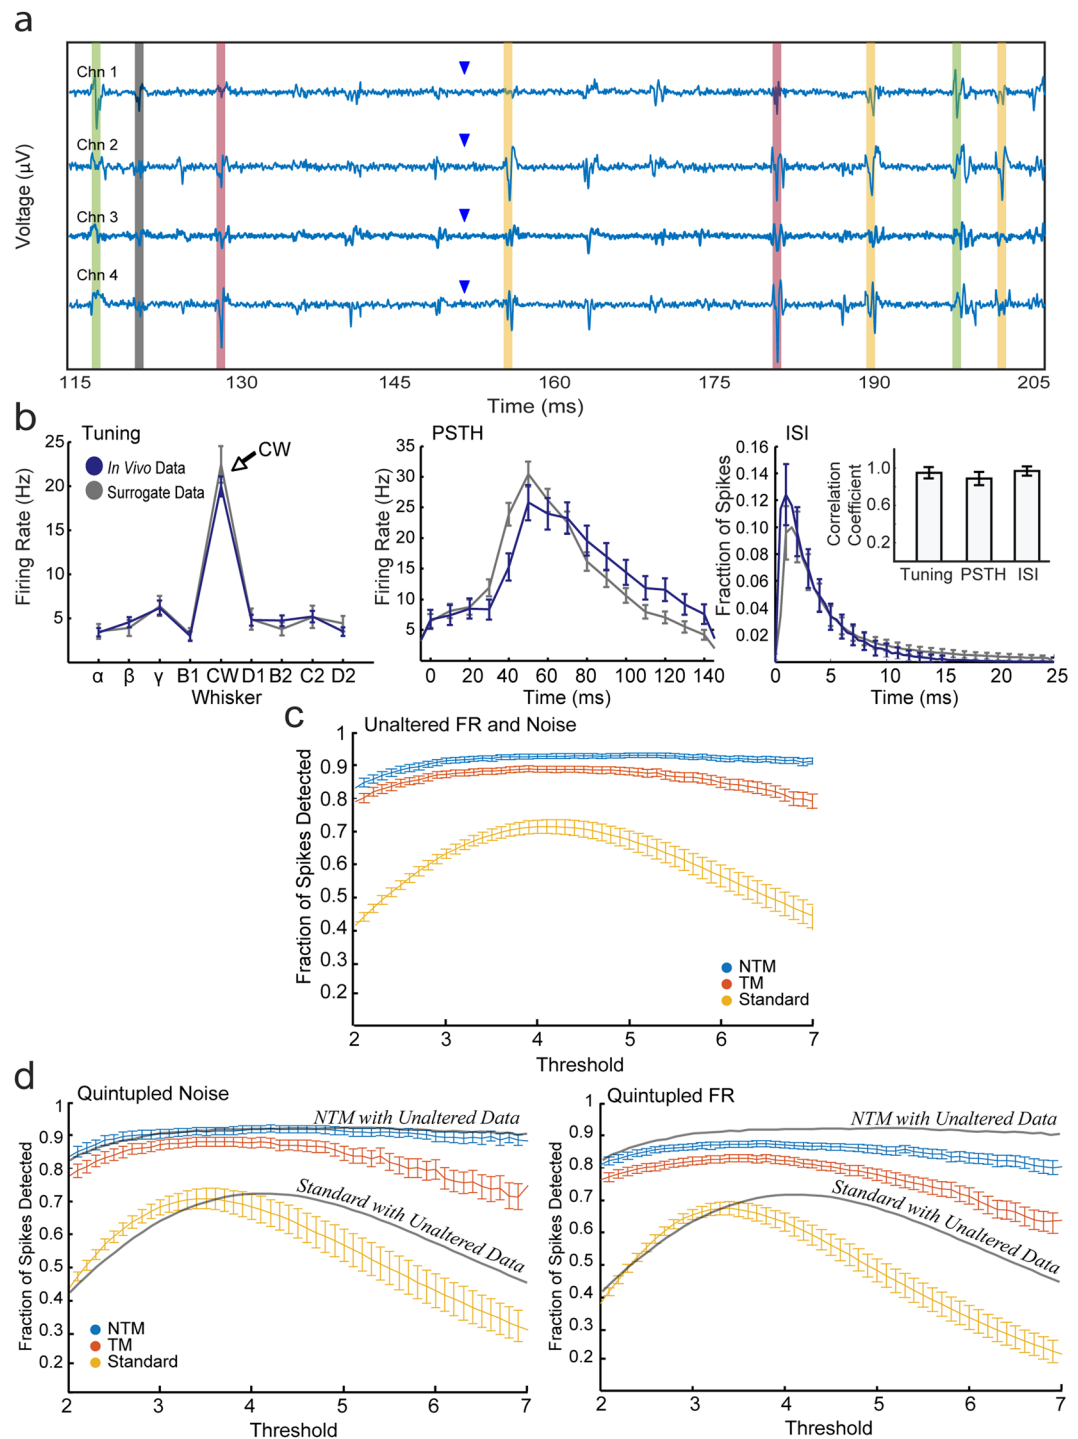 a
Chn 1
Chn 2
Chn 3
Chn 4
Voltage (µV)
115 130 145 160 175 190 205
Time (ms)
b
Tuning
In Vivo Data
Surrogate Data
CW
Firing Rate (Hz)
25
20
15
10
5
α β γ B1 CW D1 B2 C2 D2
Whisker
PSTH
Firing Rate (Hz)
35
30
25
20
15
10
5
0 20 40 60 80 100 120 140
Time (ms)
ISI
Fraction of Spikes
0.16
0.14
0.12
0.10
0.08
0.06
0.04
0.02
0 5 10 15 20 25
Time (ms)
Correlation
Coefficient
1.0
0.6
0.2
Tuning PSTH ISI
c
Unaltered FR and Noise
Fraction of Spikes Detected
1
0.9
0.8
0.7
0.6
0.5
0.4
0.3
0.2
NTM
TM
Standard
2 3 4 5 6 7
Threshold
d
Quintupled Noise
Fraction of Spikes Detected
1
0.9
0.8
0.7
0.6
0.5
0.4
0.3
0.2
NTM with Unaltered Data
Standard with Unaltered Data
NTM
TM
Standard
2 3 4 5 6 7
Threshold
Quintupled FR
Fraction of Spikes Detected
1
0.9
0.8
0.7
0.6
0.5
0.4
0.3
0.2
NTM with Unaltered Data
Standard with Unaltered Data
2 3 4 5 6 7
Threshold